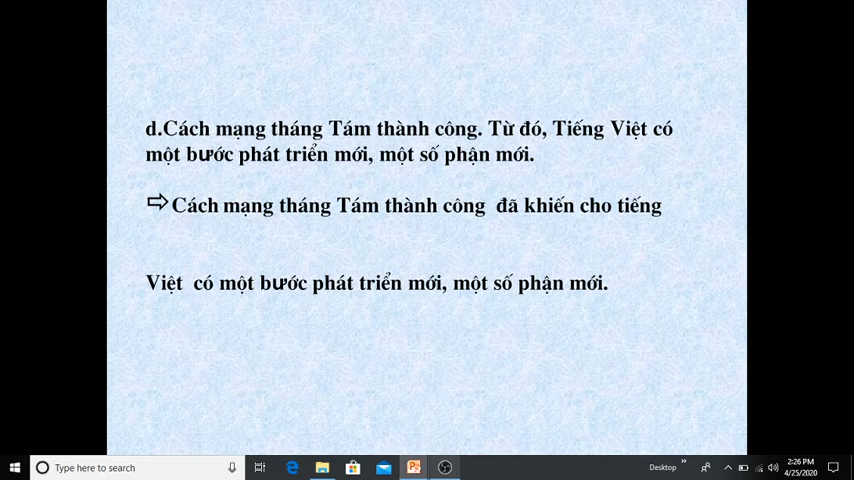 d.Cách mạng tháng Tám thành công. Từ đó, Tiếng Việt có
một bước phát triển mới, một số phận mới.
⇨Cách mạng tháng Tám thành công đã khiến cho tiếng
Việt có một bước phát triển mới, một số phận mới.
Type here to search
Desktop
2:26 PM
4/25/2020